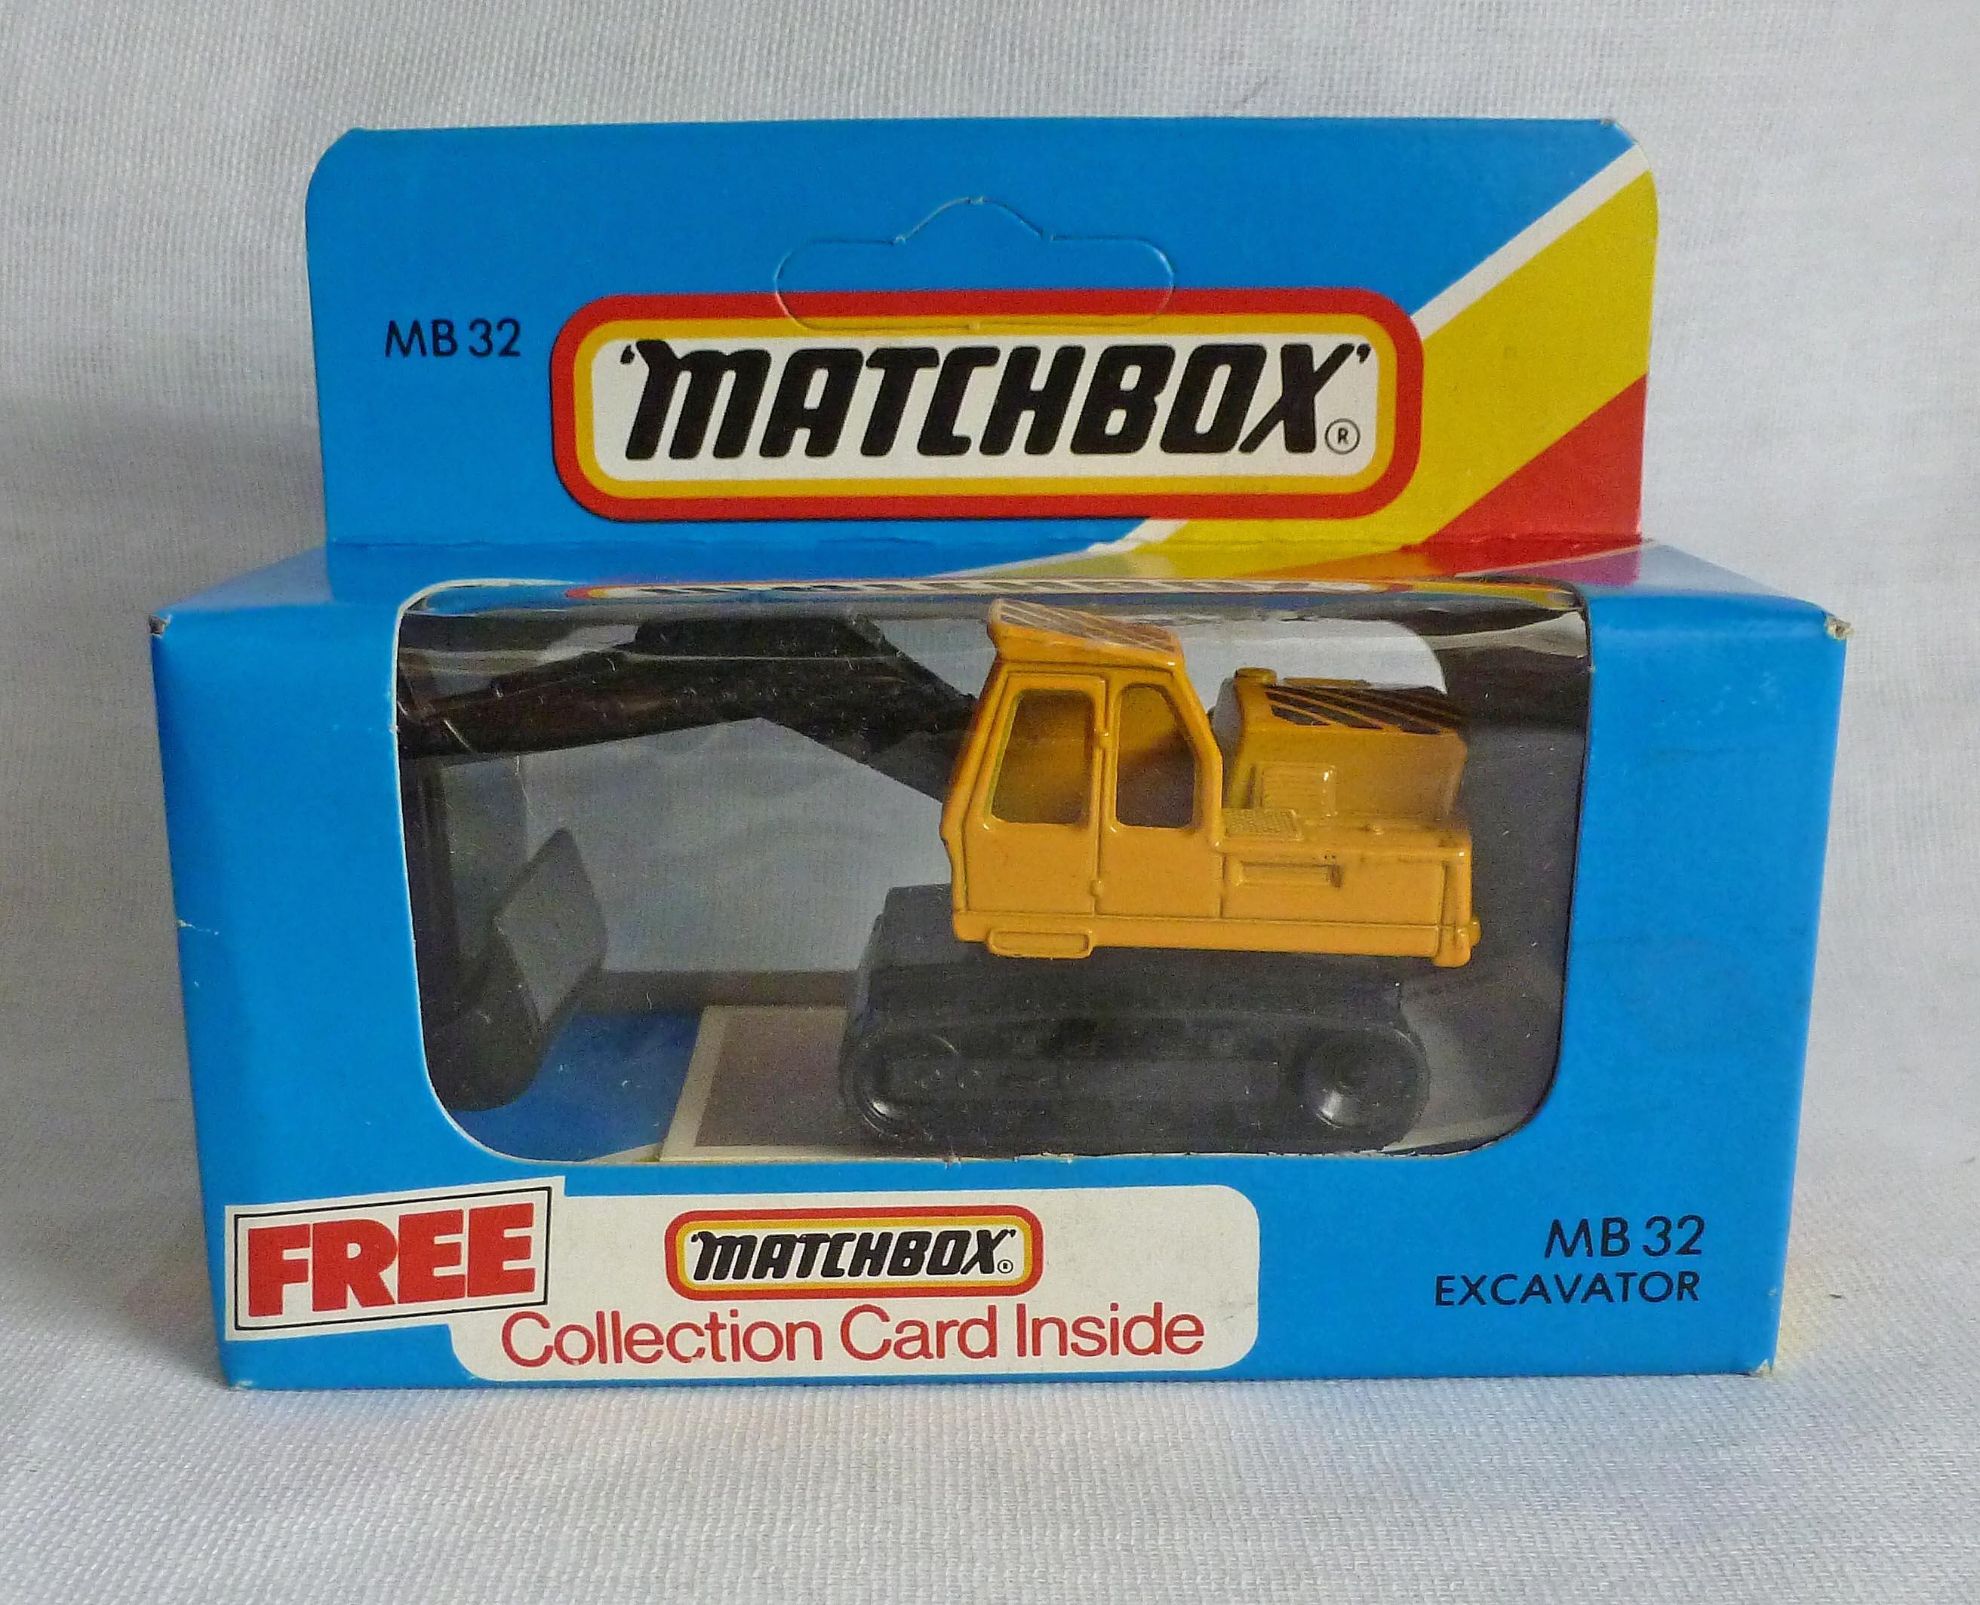 MB 32
'MATCHBOX'®
FREE
'MATCHBOX'®
Collection Card Inside
MB 32
EXCAVATOR